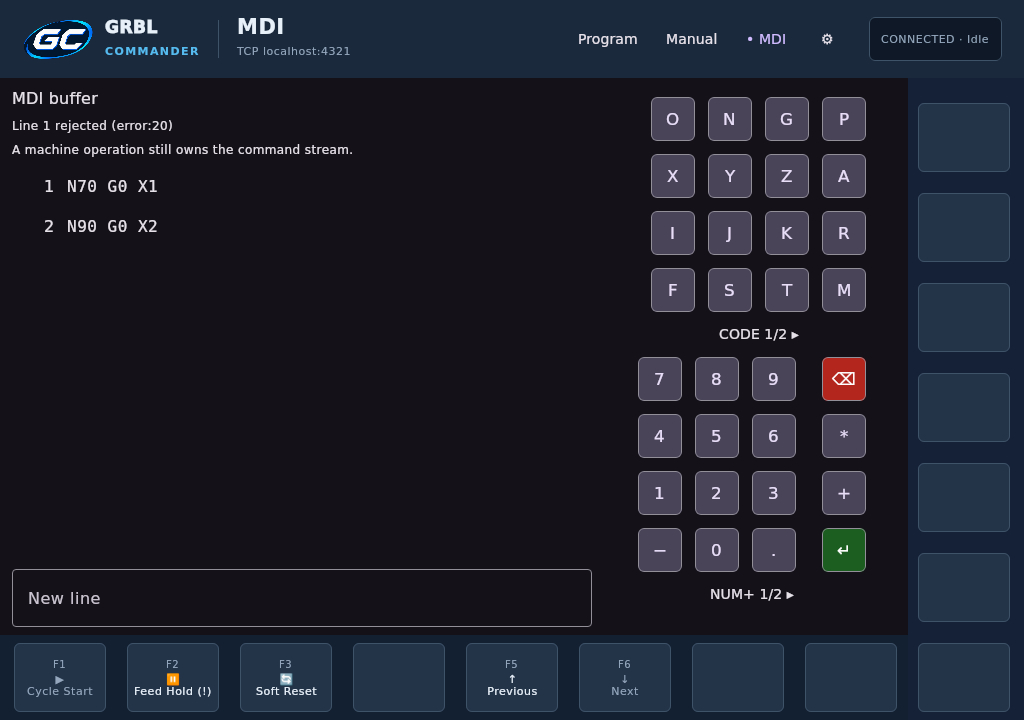 GC
GRBL
COMMANDER
MDI
TCP localhost:4321
Program
Manual
• MDI
⚙
CONNECTED · Idle
MDI buffer
Line 1 rejected (error:20)
A machine operation still owns the command stream.
1 N70 G0 X1
2 N90 G0 X2
New line
O N G P
X Y Z A
I J K R
F S T M
CODE 1/2 ▸
7 8 9 ⌫
4 5 6 *
1 2 3 +
− 0 . ↵
NUM+ 1/2 ▸
F1
▶
Cycle Start
F2
⏸
Feed Hold (!)
F3
🔄
Soft Reset
F5
↑
Previous
F6
↓
Next